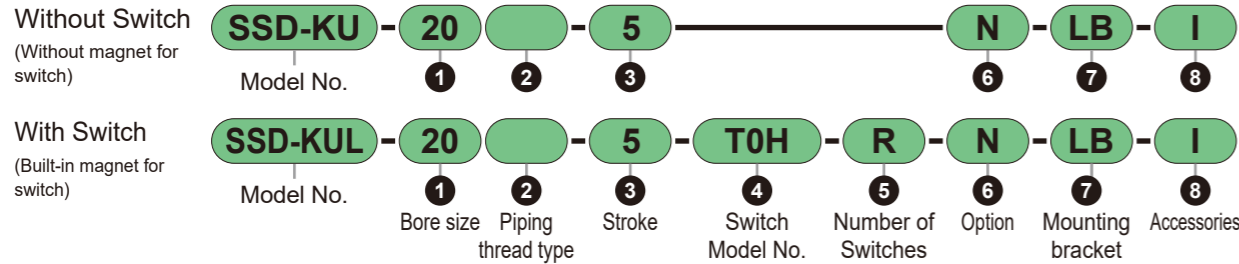 Without Switch
(Without magnet for
switch)
SSD-KU - 20 - 5 N - LB - I
Model No.
1 2 3 6 7 8
With Switch
(Built-in magnet for
switch)
SSD-KUL - 20 - 5 - T0H - R - N - LB - I
Model No.
1 2 3 4 5 6 7 8
Bore size Piping Stroke Switch Number of Option Mounting Accessories
thread type Model No. Switches bracket